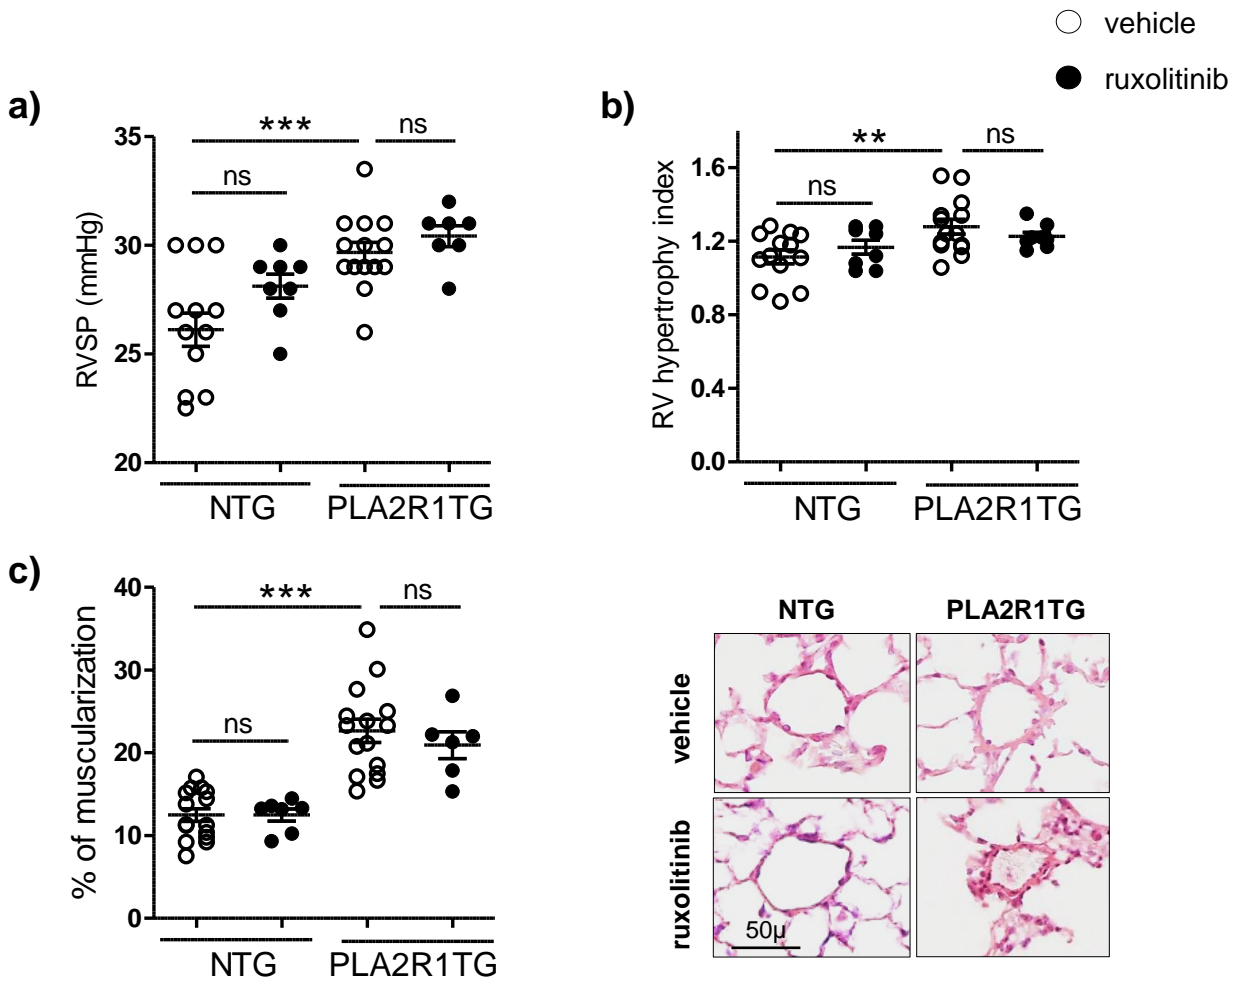 vehicle
ruxolitinib
a)
RVSP (mmHg)
35
30
25
20
***
ns
ns
NTG
PLA2R1TG
b)
RV hypertrophy index
1.6
1.2
0.8
0.4
0.0
**
ns
ns
NTG
PLA2R1TG
c)
% of muscularization
40
30
20
10
0
***
ns
ns
NTG
PLA2R1TG
NTG
PLA2R1TG
vehicle
ruxolitinib
50μ